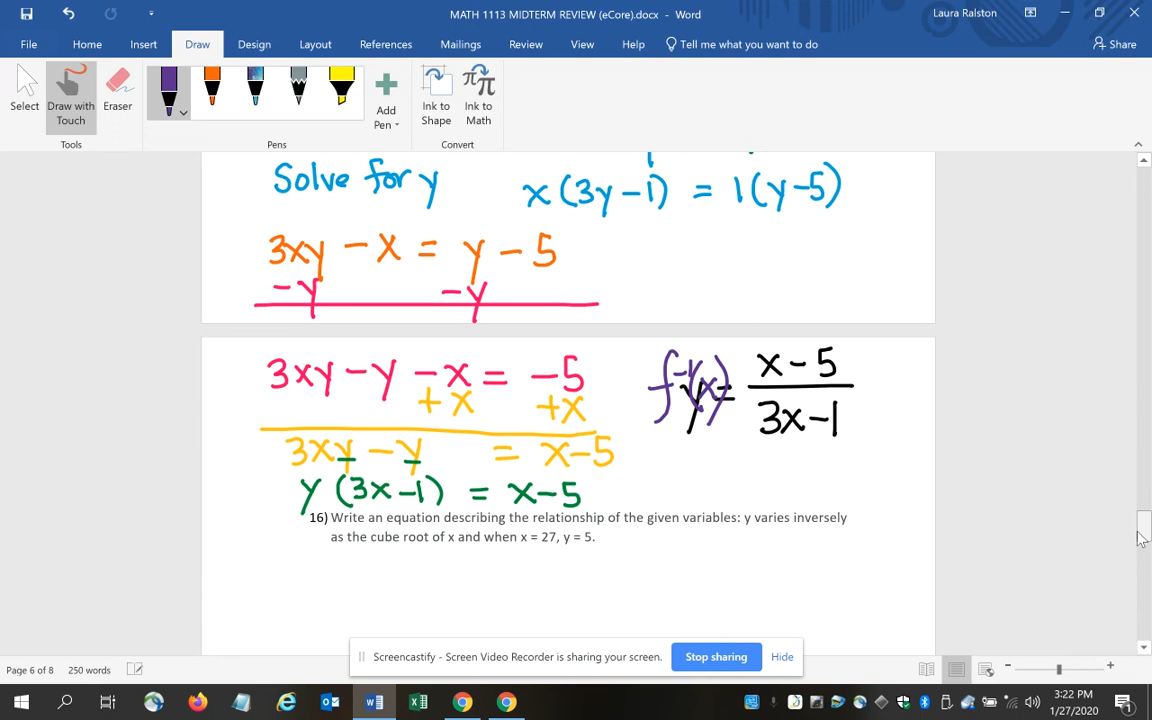 MATH 1113 MIDTERM REVIEW (eCore).docx - Word
Laura Ralston
File Home Insert Draw Design Layout References Mailings Review View Help Tell me what you want to do Share
Select
Draw with Touch
Eraser
Add Pen
Ink to Shape
Ink to Math
Tools Pens Convert
Solve for y x(3y-1) = 1(y-5)
3xy - x = y - 5
-y -y
3xy - y - x = -5
+x +x
3xy - y = x-5
y (3x-1) = x-5
f⁻¹(x)
y = x-5
3x-1
16) Write an equation describing the relationship of the given variables: y varies inversely
as the cube root of x and when x = 27, y = 5.
Screencastify - Screen Video Recorder is sharing your screen. Stop sharing Hide
Page 6 of 8 250 words
3:22 PM
1/27/2020